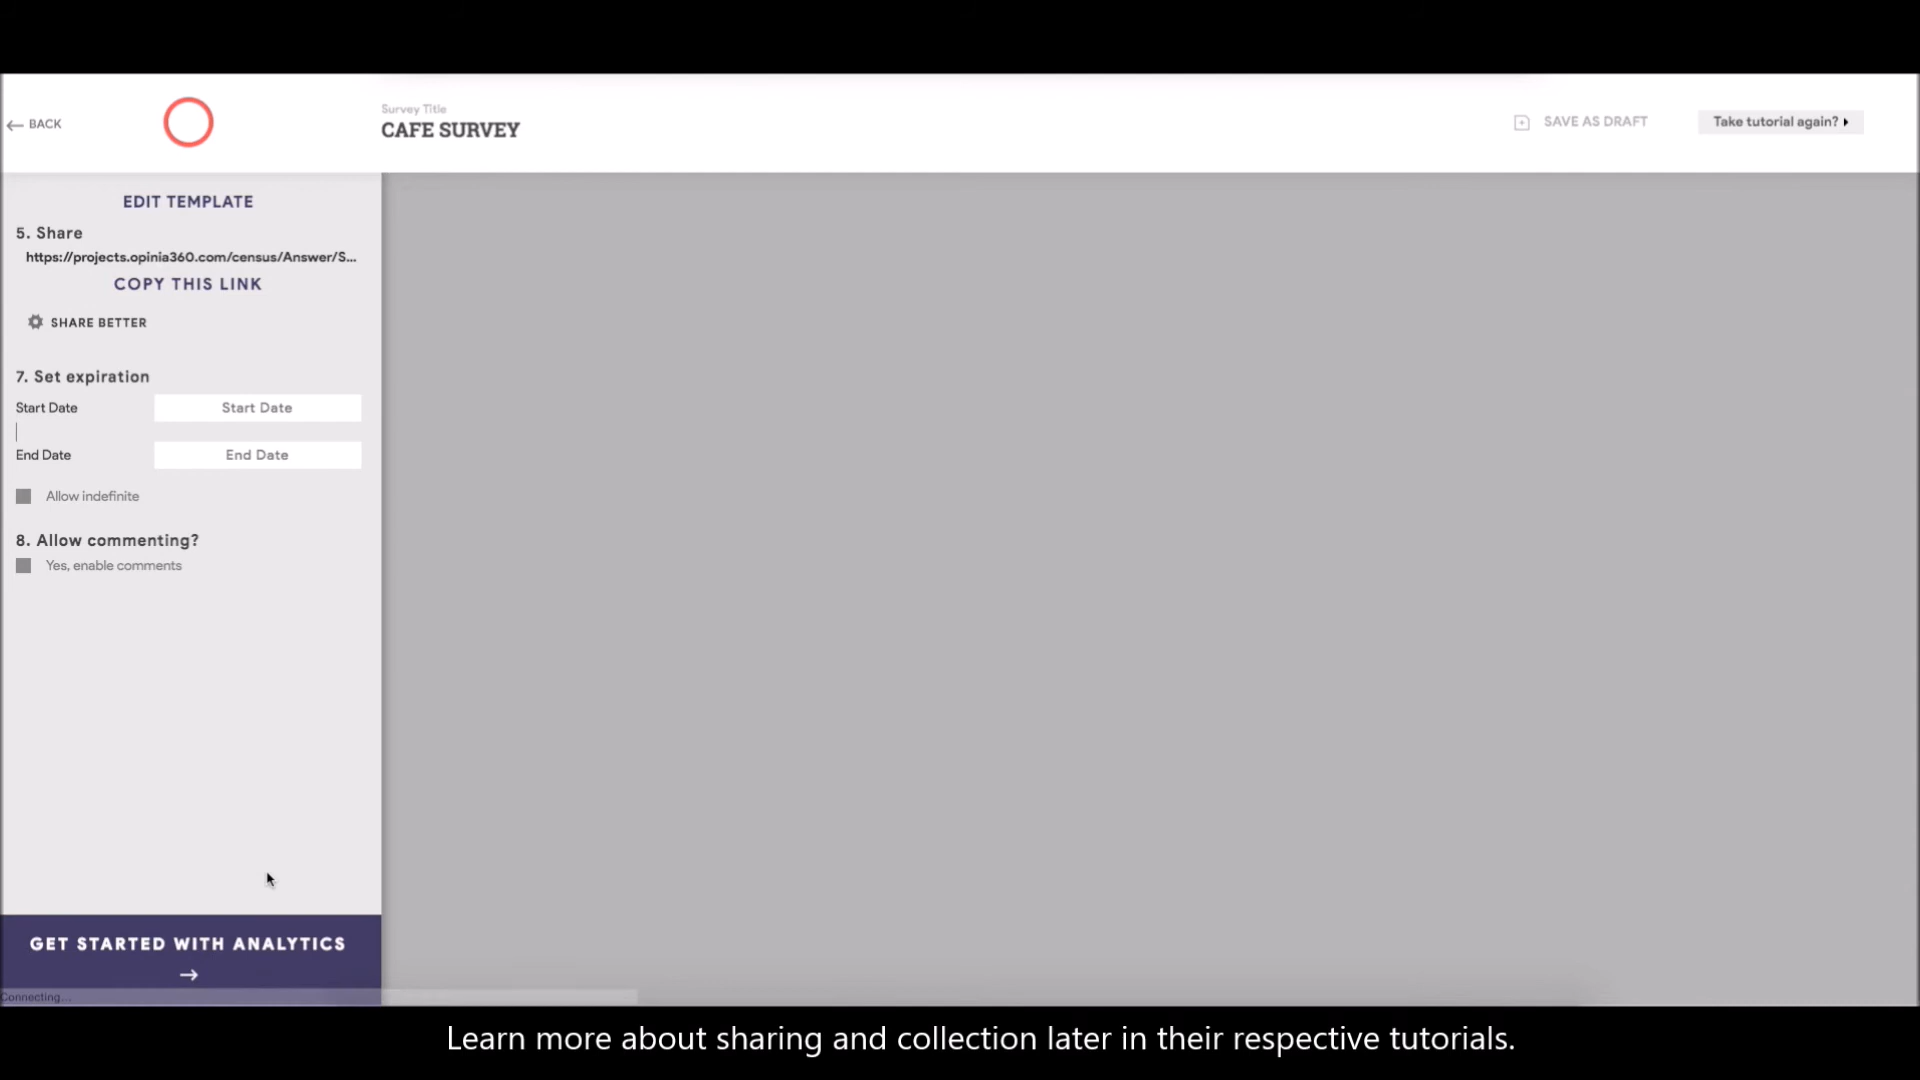 BACK
Survey Title
CAFE SURVEY
SAVE AS DRAFT
Take tutorial again?
EDIT TEMPLATE
5. Share
https://projects.opinia360.com/census/Answer/S...
COPY THIS LINK
SHARE BETTER
7. Set expiration
Start Date Start Date
End Date End Date
Allow indefinite
8. Allow commenting?
Yes, enable comments
GET STARTED WITH ANALYTICS
Connecting...
Learn more about sharing and collection later in their respective tutorials.